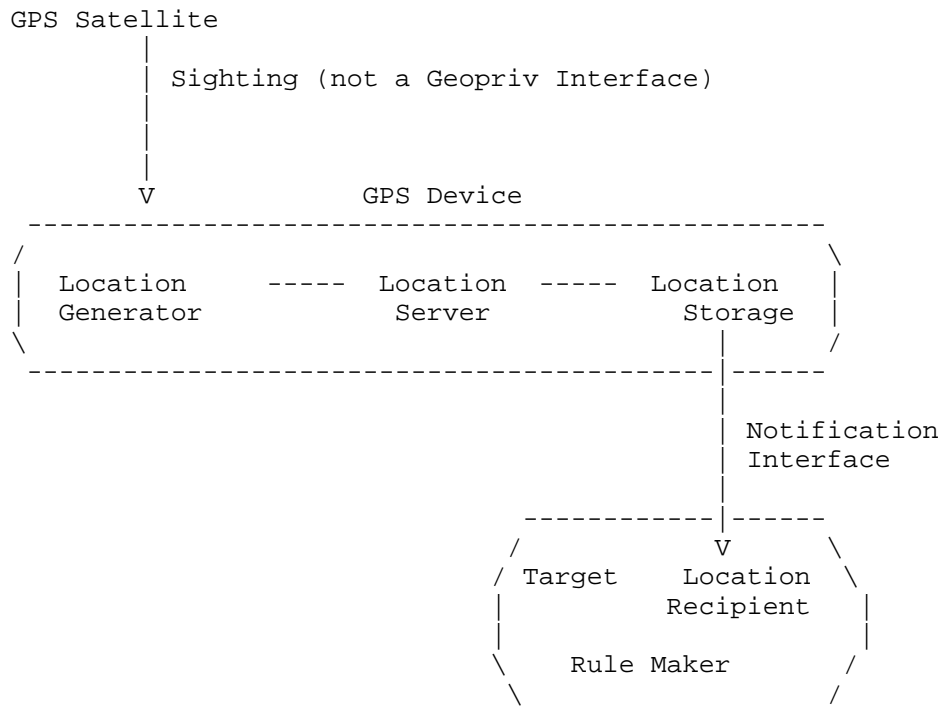 GPS Satellite
Sighting (not a Geopriv Interface)
V GPS Device
Location ----- Location ----- Location
Generator Server Storage
Notification
Interface
V
Target Location
Recipient
Rule Maker